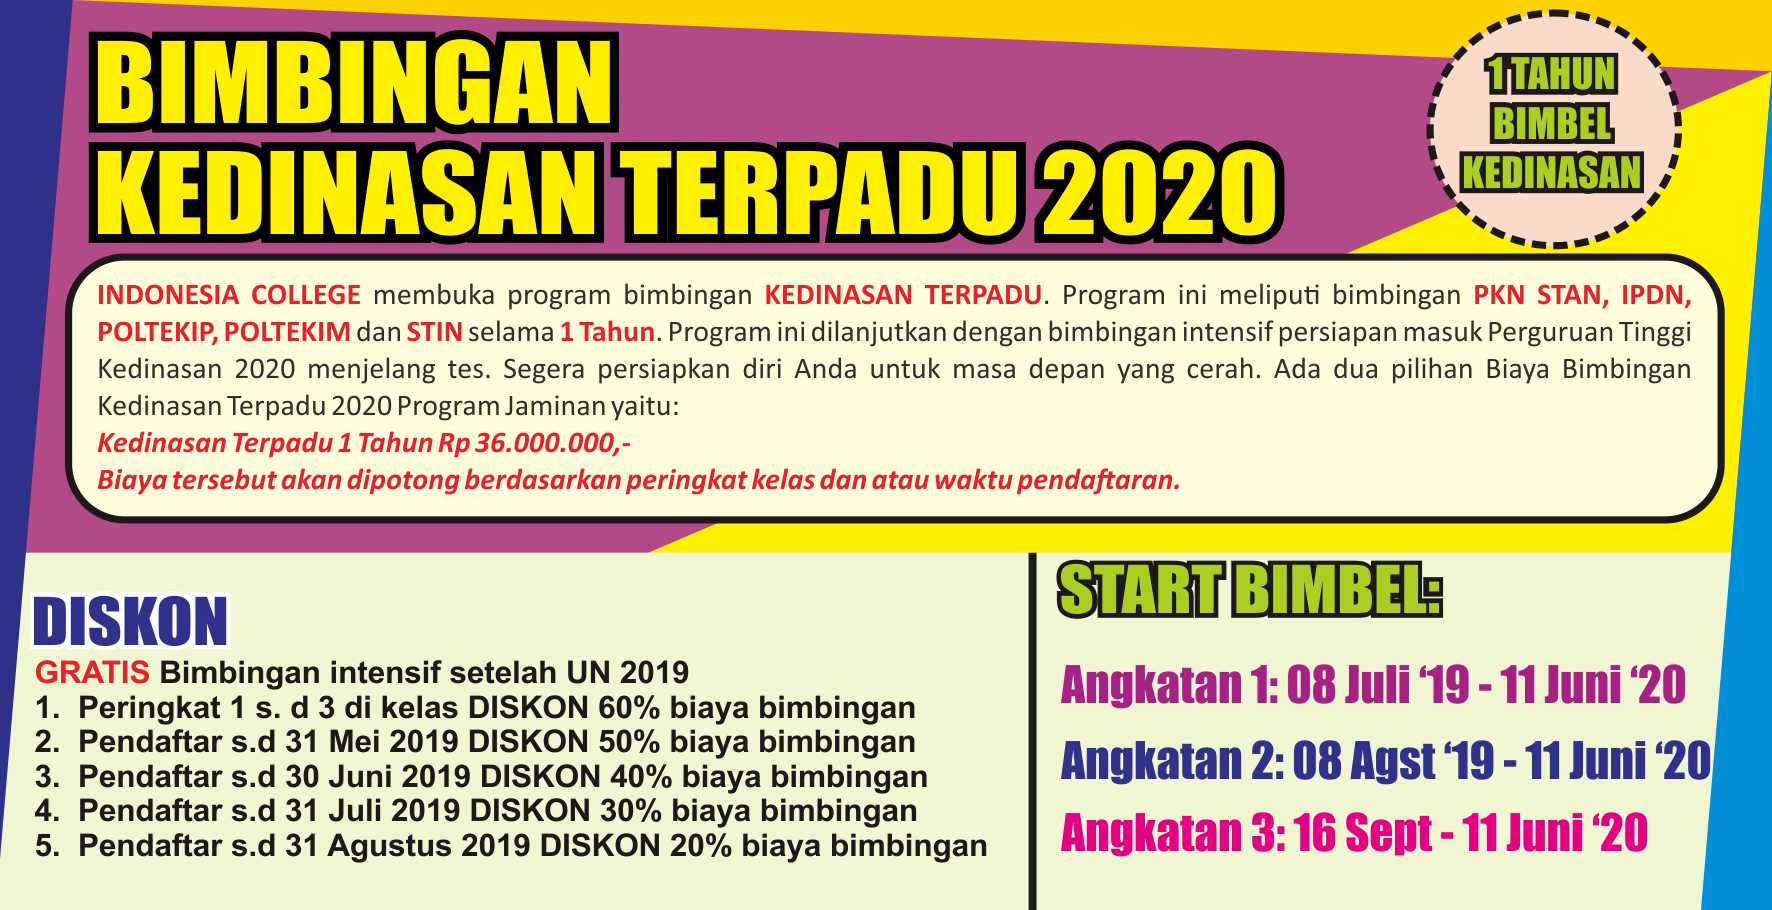 BIMBINGAN
KEDINASAN TERPADU 2020
1 TAHUN
BIMBEL
KEDINASAN
INDONESIA COLLEGE membuka program bimbingan KEDINASAN TERPADU. Program ini meliputi bimbingan PKN STAN, IPDN,
POLTEKIP, POLTEKIM dan STIN selama 1 Tahun. Program ini dilanjutkan dengan bimbingan intensif persiapan masuk Perguruan Tinggi
Kedinasan 2020 menjelang tes. Segera persiapkan diri Anda untuk masa depan yang cerah. Ada dua pilihan Biaya Bimbingan
Kedinasan Terpadu 2020 Program Jaminan yaitu:
Kedinasan Terpadu 1 Tahun Rp 36.000.000,-
Biaya tersebut akan dipotong berdasarkan peringkat kelas dan atau waktu pendaftaran.
DISKON
GRATIS Bimbingan intensif setelah UN 2019
1. Peringkat 1 s. d 3 di kelas DISKON 60% biaya bimbingan
2. Pendaftar s.d 31 Mei 2019 DISKON 50% biaya bimbingan
3. Pendaftar s.d 30 Juni 2019 DISKON 40% biaya bimbingan
4. Pendaftar s.d 31 Juli 2019 DISKON 30% biaya bimbingan
5. Pendaftar s.d 31 Agustus 2019 DISKON 20% biaya bimbingan
START BIMBEL:
Angkatan 1: 08 Juli ‘19 - 11 Juni ‘20
Angkatan 2: 08 Agst ‘19 - 11 Juni ‘20
Angkatan 3: 16 Sept - 11 Juni ‘20